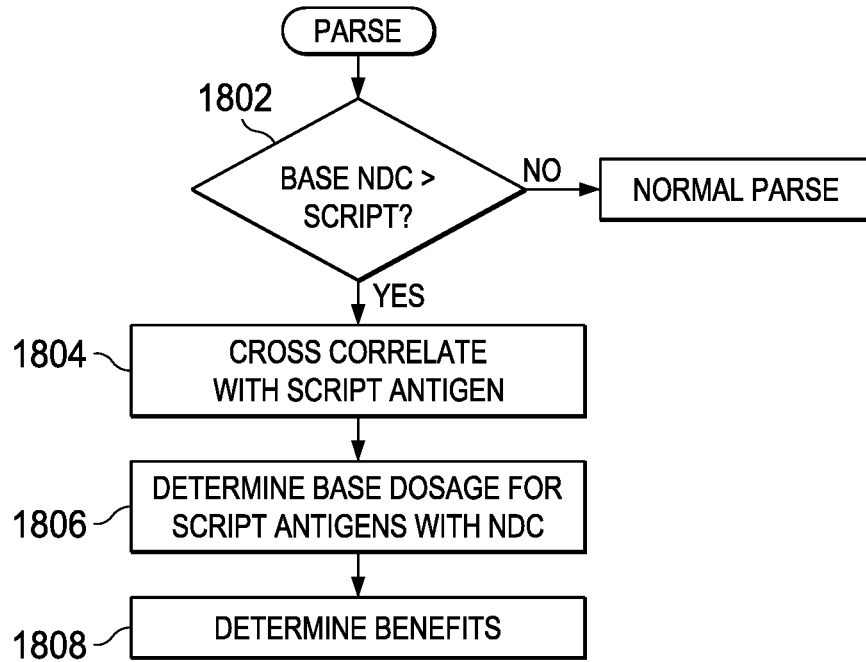 PARSE
1802
BASE NDC >
SCRIPT?
NO
NORMAL PARSE
YES
1804
CROSS CORRELATE
WITH SCRIPT ANTIGEN
1806
DETERMINE BASE DOSAGE FOR
SCRIPT ANTIGENS WITH NDC
1808
DETERMINE BENEFITS